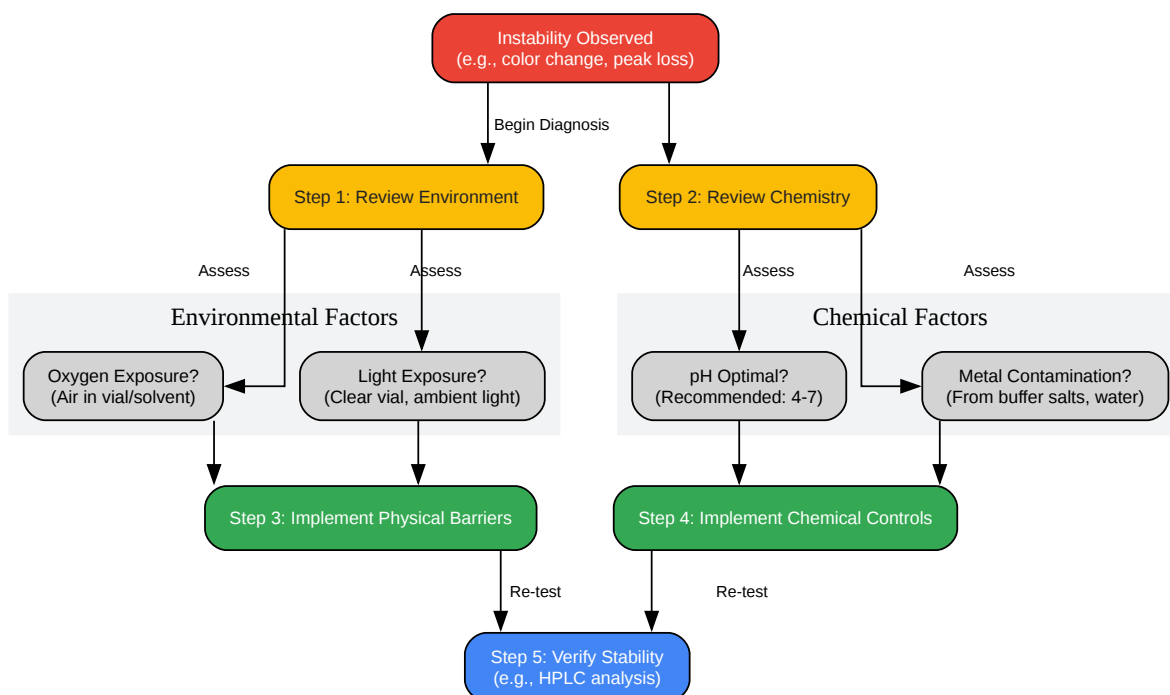 Instability Observed
(e.g., color change, peak loss)
Begin Diagnosis
Step 1: Review Environment
Step 2: Review Chemistry
Assess
Assess
Assess
Assess
Environmental Factors
Chemical Factors
Oxygen Exposure?
(Air in vial/solvent)
Light Exposure?
(Clear vial, ambient light)
pH Optimal?
(Recommended: 4-7)
Metal Contamination?
(From buffer salts, water)
Step 3: Implement Physical Barriers
Step 4: Implement Chemical Controls
Re-test
Re-test
Step 5: Verify Stability
(e.g., HPLC analysis)